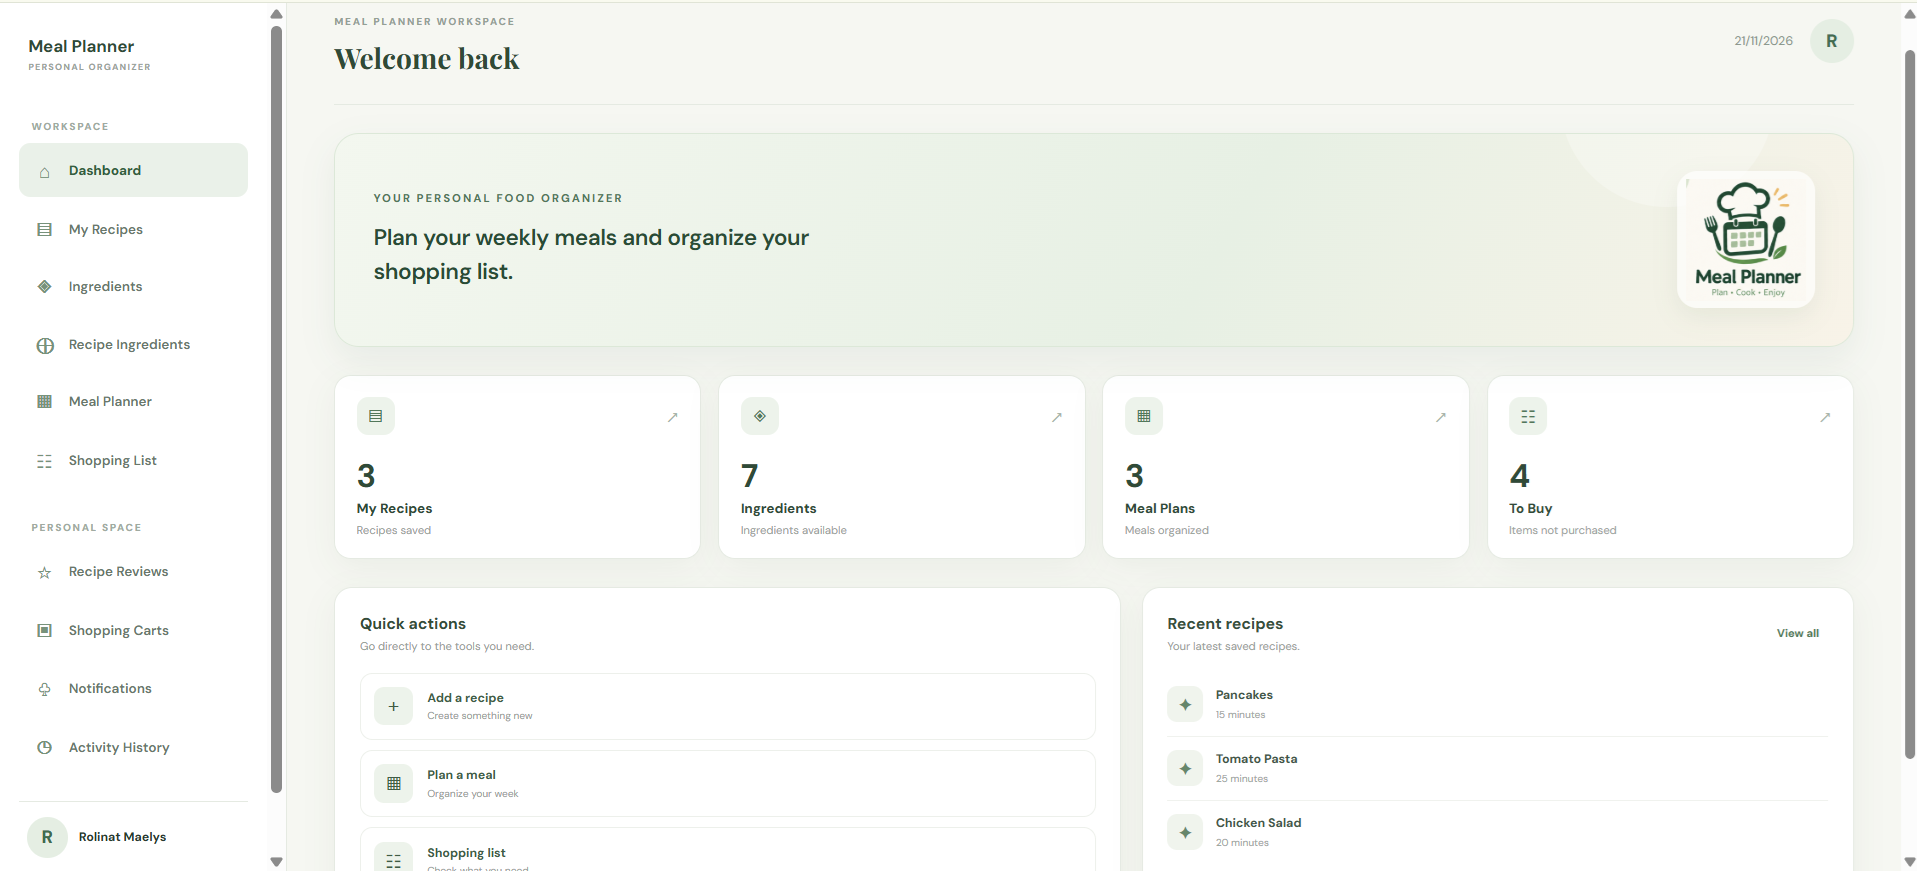 Meal Planner
PERSONAL ORGANIZER
WORKSPACE
Dashboard
My Recipes
Ingredients
Recipe Ingredients
Meal Planner
Shopping List
PERSONAL SPACE
Recipe Reviews
Shopping Carts
Notifications
Activity History
R
Rolinat Maelys
MEAL PLANNER WORKSPACE
Welcome back
21/11/2026
R
YOUR PERSONAL FOOD ORGANIZER
Plan your weekly meals and organize your
shopping list.
Meal Planner
Plan • Cook • Enjoy
3
My Recipes
Recipes saved
7
Ingredients
Ingredients available
3
Meal Plans
Meals organized
4
To Buy
Items not purchased
Quick actions
Go directly to the tools you need.
Add a recipe
Create something new
Plan a meal
Organize your week
Shopping list
Check what you need
Recent recipes
Your latest saved recipes.
View all
Pancakes
15 minutes
Tomato Pasta
25 minutes
Chicken Salad
20 minutes